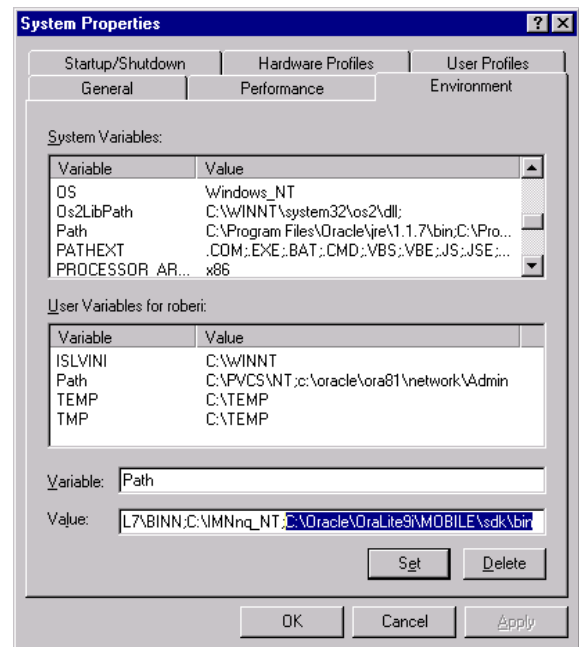 System Properties
Startup/Shutdown Hardware Profiles User Profiles
General Performance Environment
System Variables:
Variable Value
OS Windows_NT
Os2LibPath C:\WINNT\system32\os2\dll;
Path C:\Program Files\Oracle\jre\1.1.7\bin;C:\Pro...
PATHEXT .COM;.EXE;.BAT;.CMD;.VBS;.VBE;.JS;.JSE;...
PROCESSOR_AR... x86
User Variables for roberi:
Variable Value
ISLVINI C:\WINNT
Path C:\PVCS\NT;c:\oracle\ora81\network\Admin
TEMP C:\TEMP
TMP C:\TEMP
Variable: Path
Value: L7\BINN;C:\IMNnq_NT;C:\Oracle\OraLite9i\MOBILE\sdk\bin
Set Delete
OK Cancel Apply